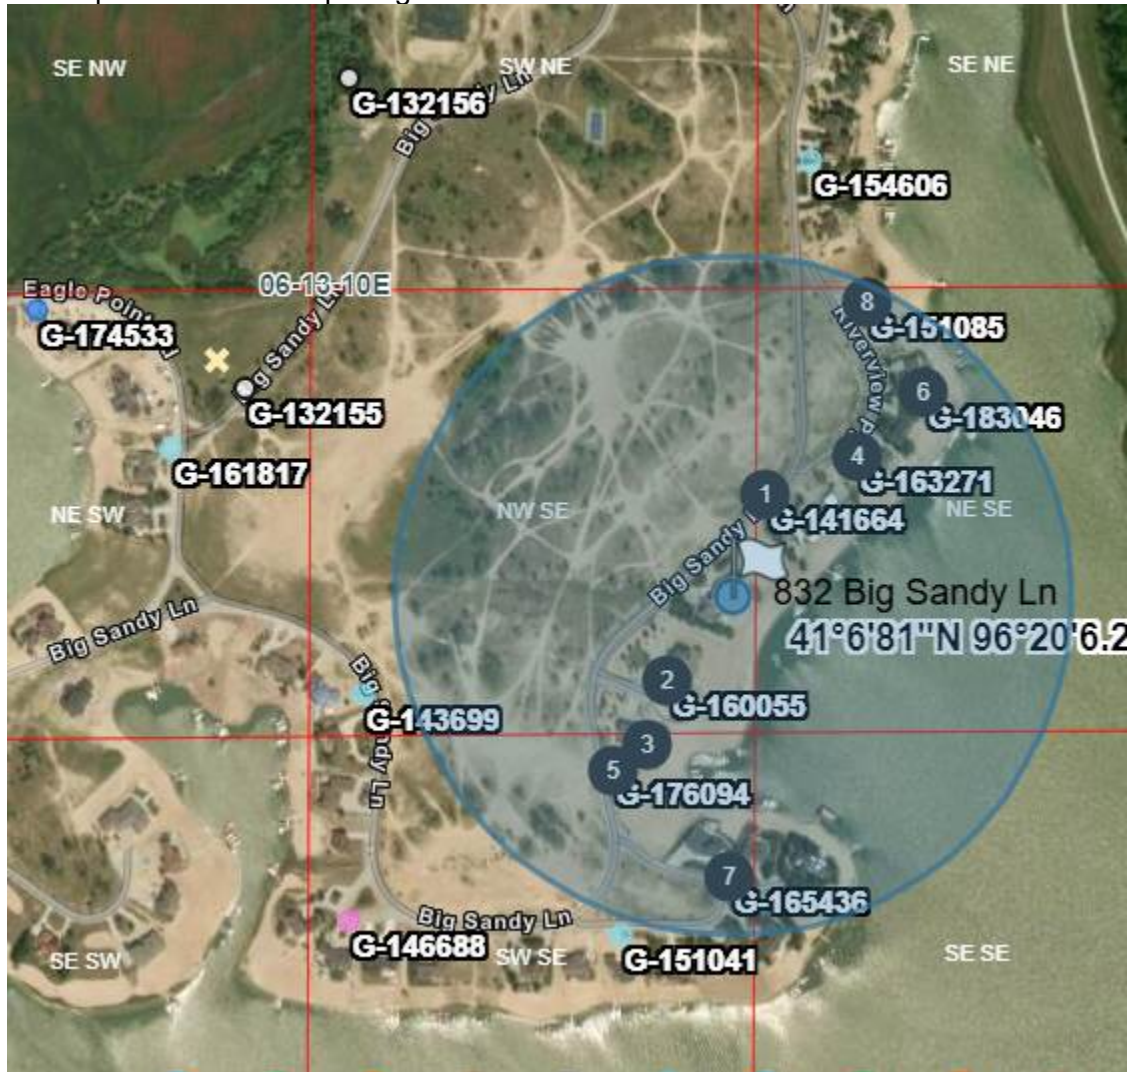 SE NW
SW NE
SE NE
G-132156
Big Sandy Ln
G-154606
06-13-10E
Eagle Point
G-174533
Big Sandy Ln
8
G-151085
Riverview
6
G-132155
G-183046
G-161817
4
G-163271
1
NE SW
NW SE
G-141664
NE SE
Big Sandy
832 Big Sandy Ln
Big Sandy Ln
41°6'81"N 96°20'6.2
2
G-160055
Big Sandy Ln
G-143699
3
5
G-176094
7
G-165436
Big Sandy Ln
G-146688
SE SW
SW SE
G-151041
SE SE